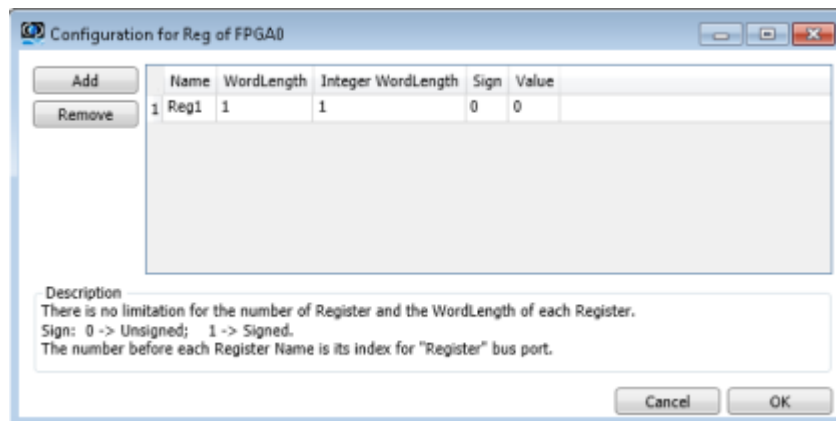 Configuration for Reg of FPGA0
Add
Remove
Name WordLength Integer WordLength Sign Value
1 Reg1 1 1 0 0
Description
There is no limitation for the number of Register and the WordLength of each Register.
Sign: 0 -> Unsigned; 1 -> Signed.
The number before each Register Name is its index for "Register" bus port.
Cancel OK